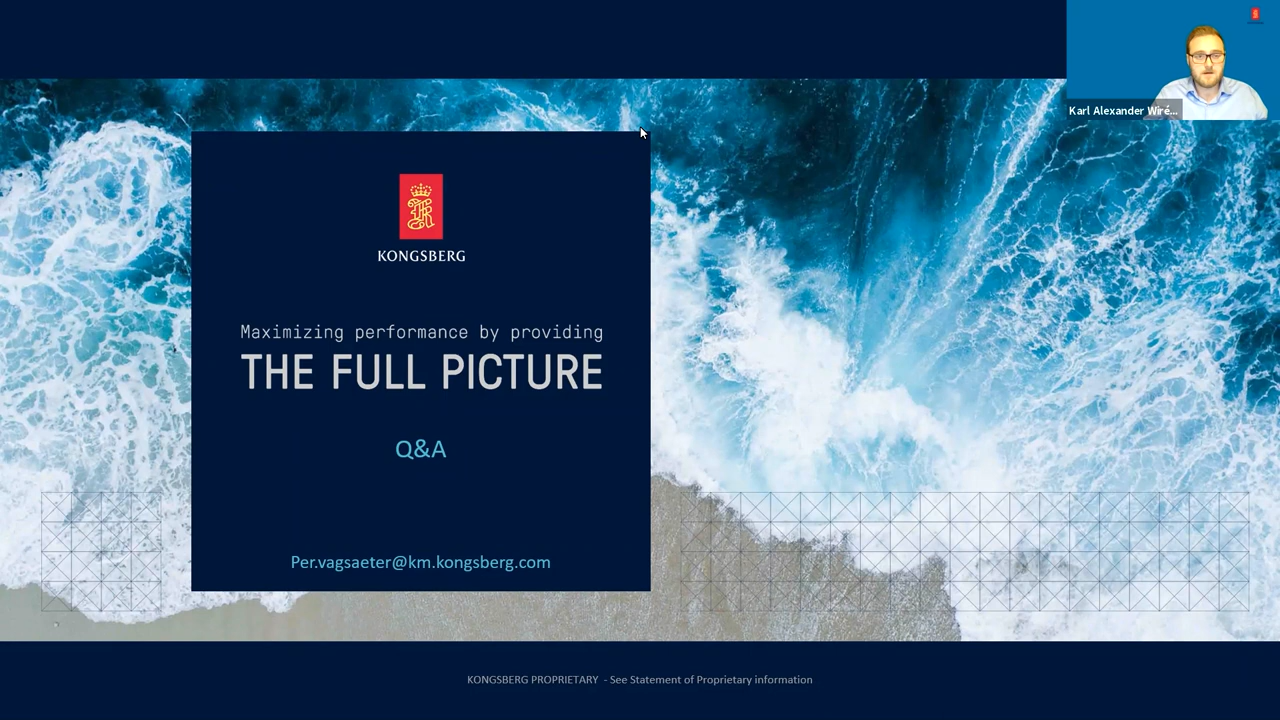 Karl Alexander Wiré...
KONGSBERG
Maximizing performance by providing
THE FULL PICTURE
Q&A
Per.vagsaeter@km.kongsberg.com
KONGSBERG PROPRIETARY - See Statement of Proprietary information